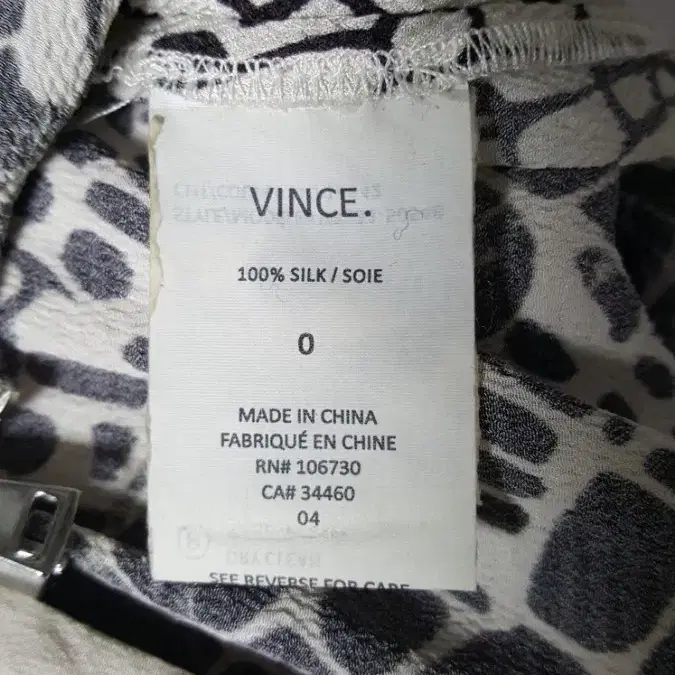 VINCE.
100% SILK / SOIE
0
MADE IN CHINA
FABRIQUÉ EN CHINE
RN# 106730
CA# 34460
04
SEE REVERSE FOR CARE